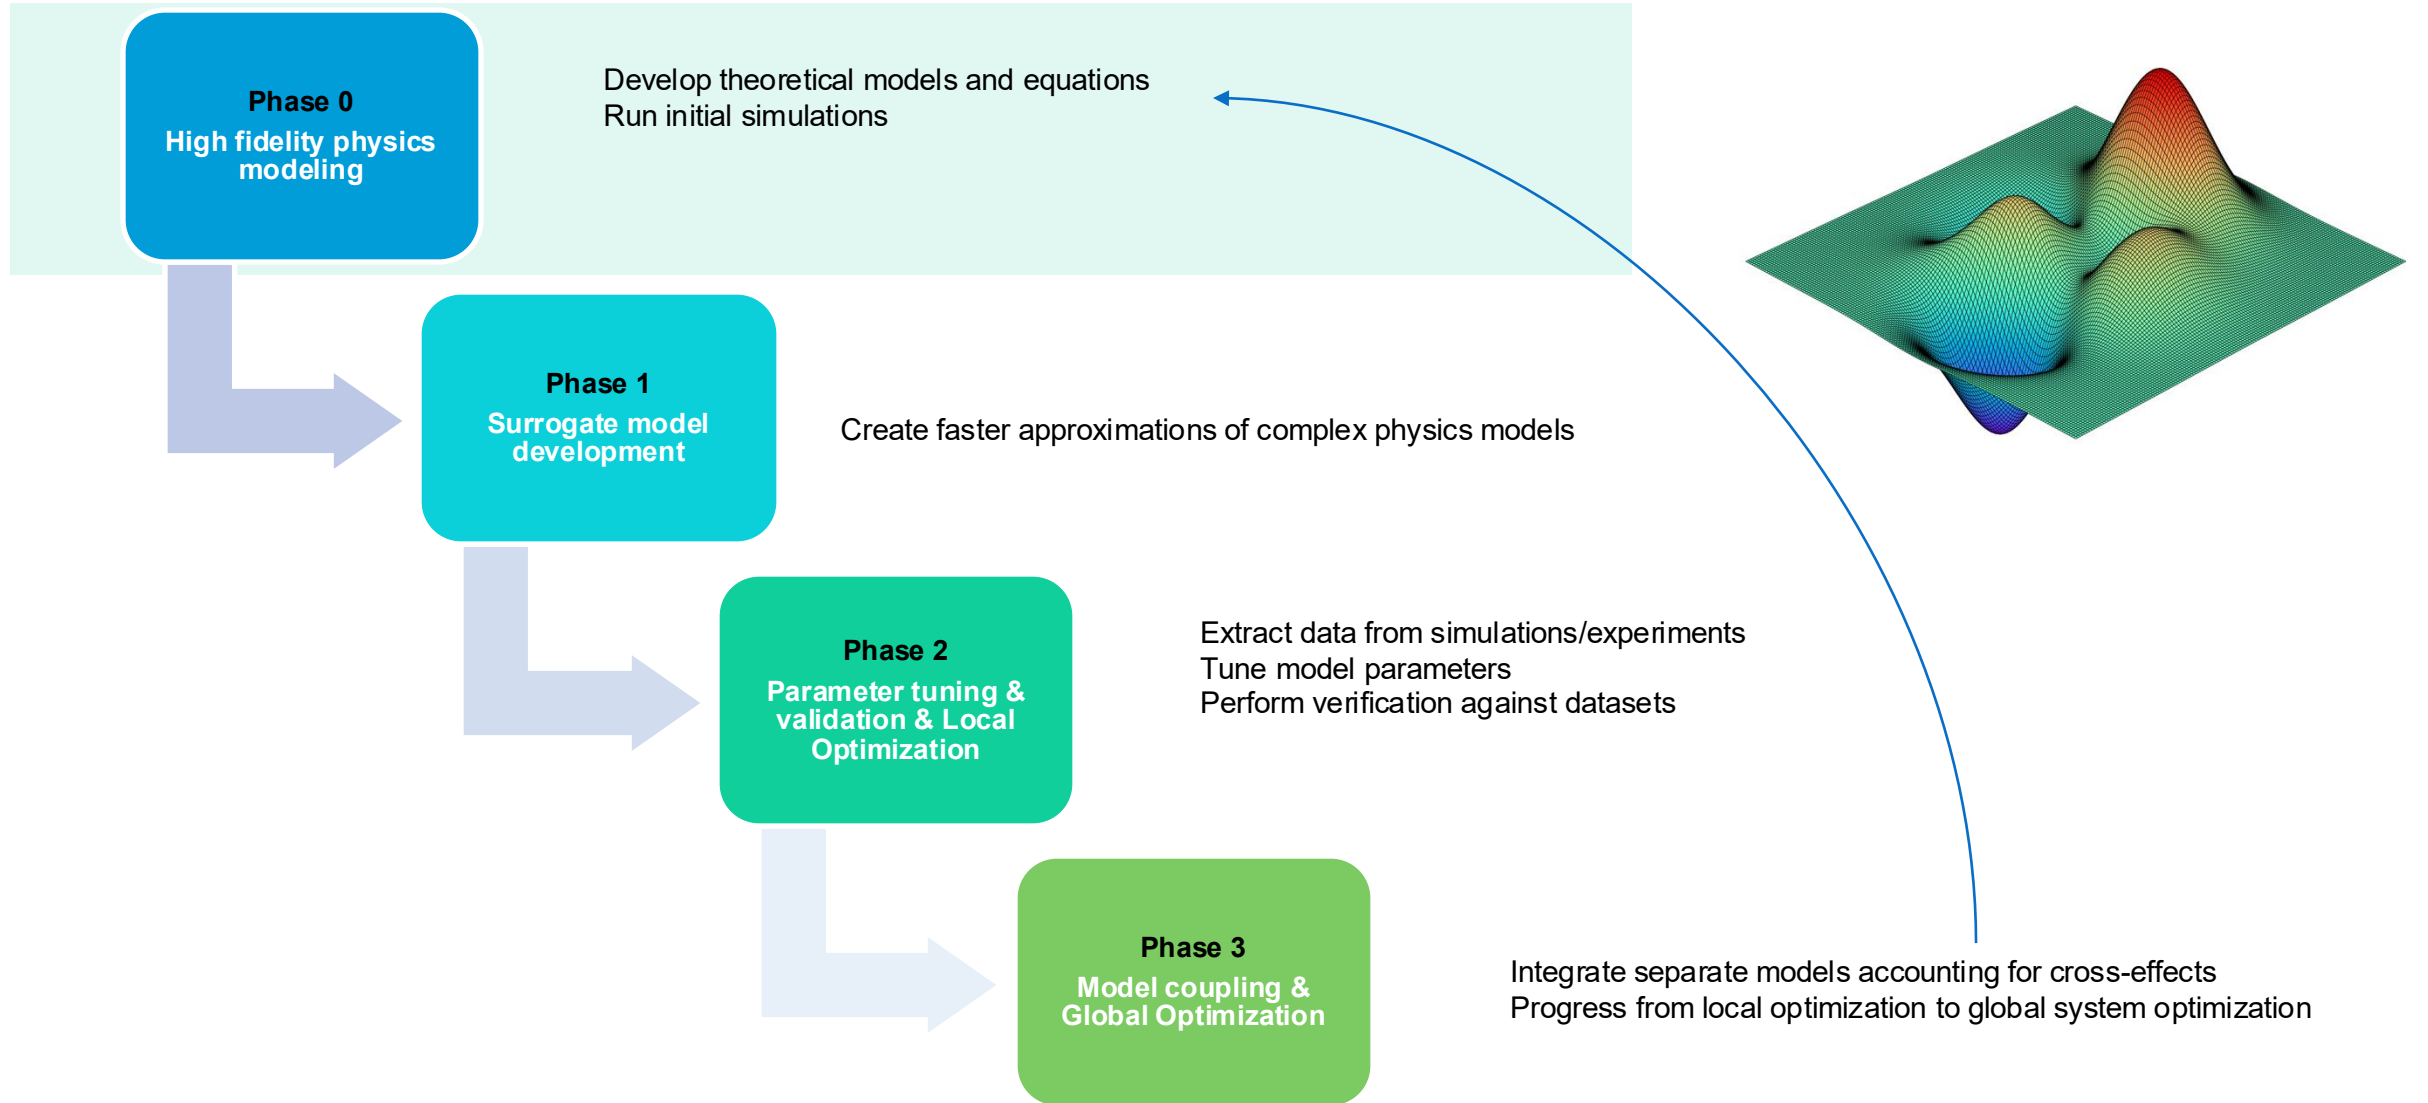 Phase 0
High fidelity physics
modeling
Develop theoretical models and equations
Run initial simulations
Phase 1
Surrogate model
development
Create faster approximations of complex physics models
Phase 2
Parameter tuning &
validation & Local
Optimization
Extract data from simulations/experiments
Tune model parameters
Perform verification against datasets
Phase 3
Model coupling &
Global Optimization
Integrate separate models accounting for cross-effects
Progress from local optimization to global system optimization